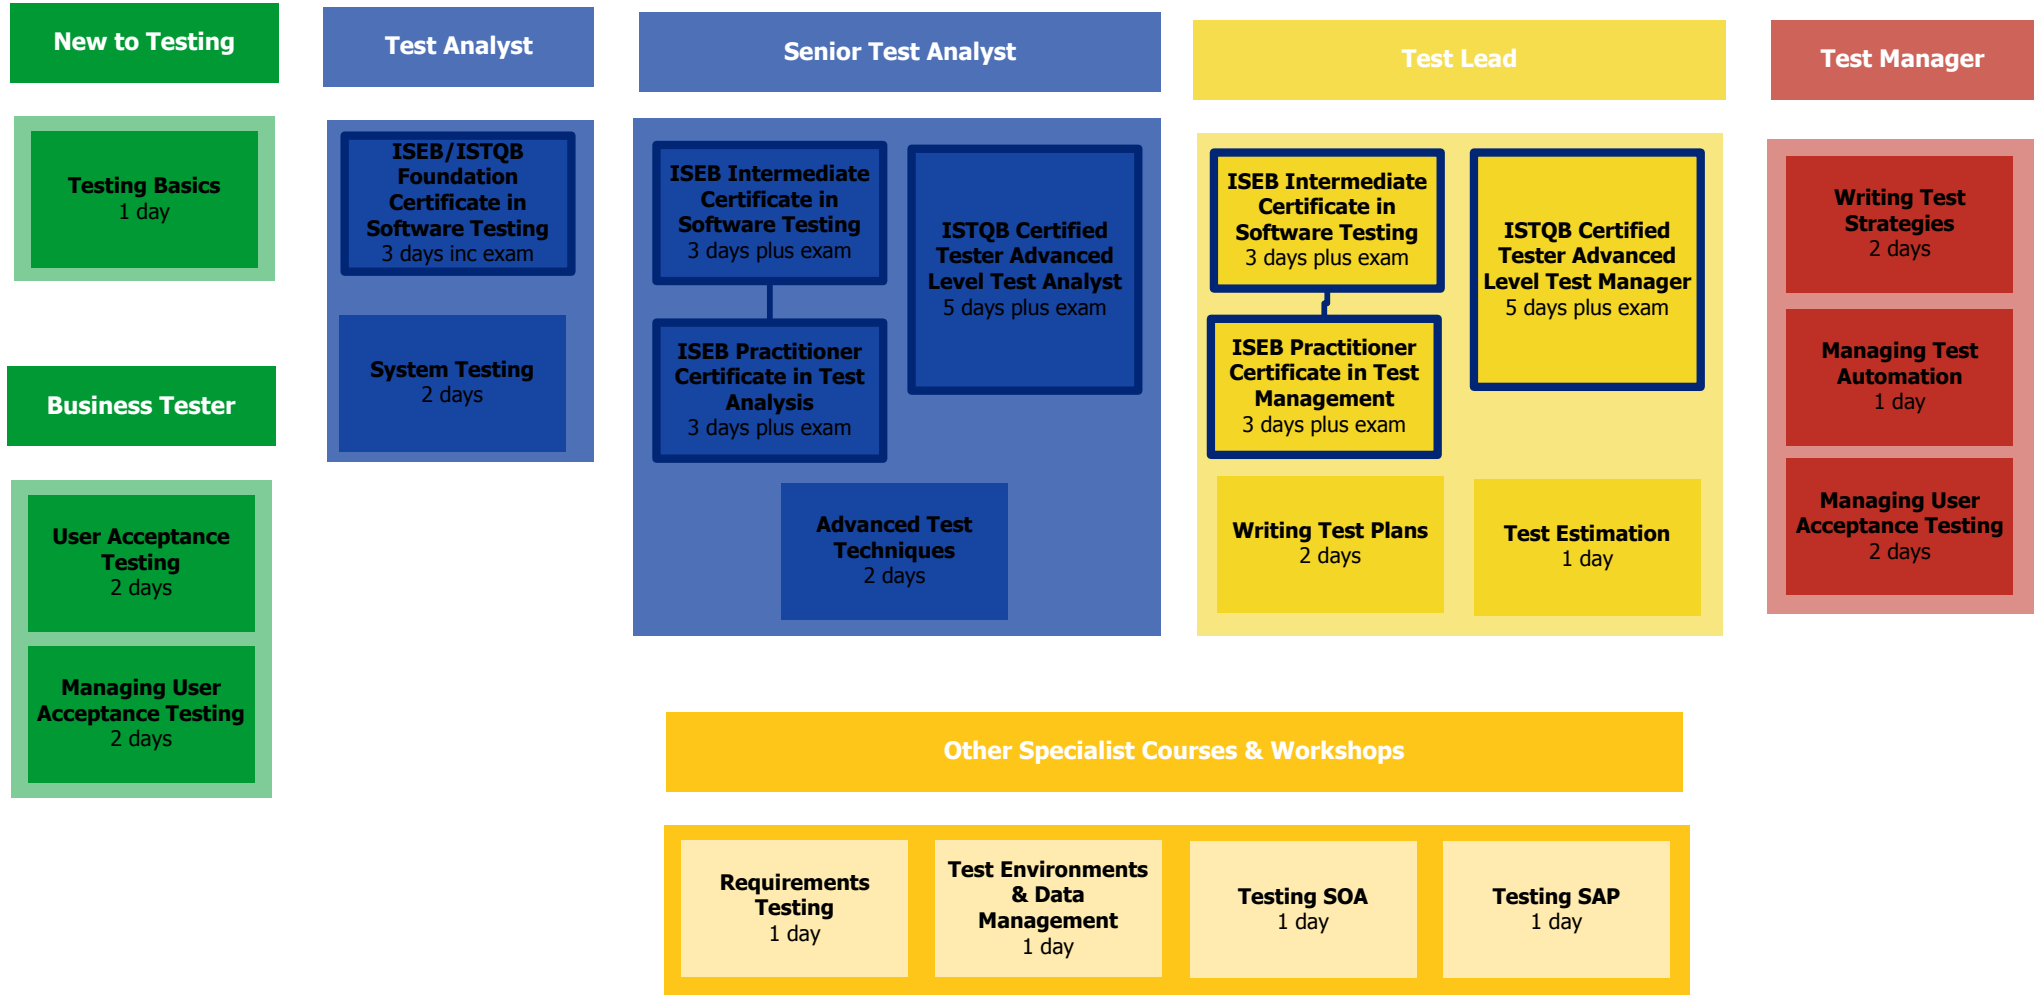 New to Testing
Testing Basics
1 day
Business Tester
User Acceptance
Testing
2 days
Managing User
Acceptance Testing
2 days
Test Analyst
ISEB/ISTQB
Foundation
Certificate in
Software Testing
3 days inc exam
System Testing
2 days
Senior Test Analyst
ISEB Intermediate
Certificate in
Software Testing
3 days plus exam
ISEB Practitioner
Certificate in Test
Analysis
3 days plus exam
ISTQB Certified
Tester Advanced
Level Test Analyst
5 days plus exam
Advanced Test
Techniques
2 days
Test Lead
ISEB Intermediate
Certificate in
Software Testing
3 days plus exam
ISEB Practitioner
Certificate in Test
Management
3 days plus exam
ISTQB Certified
Tester Advanced
Level Test Manager
5 days plus exam
Writing Test Plans
2 days
Test Estimation
1 day
Test Manager
Writing Test
Strategies
2 days
Managing Test
Automation
1 day
Managing User
Acceptance Testing
2 days
Other Specialist Courses & Workshops
Requirements
Testing
1 day
Test Environments
& Data
Management
1 day
Testing SOA
1 day
Testing SAP
1 day